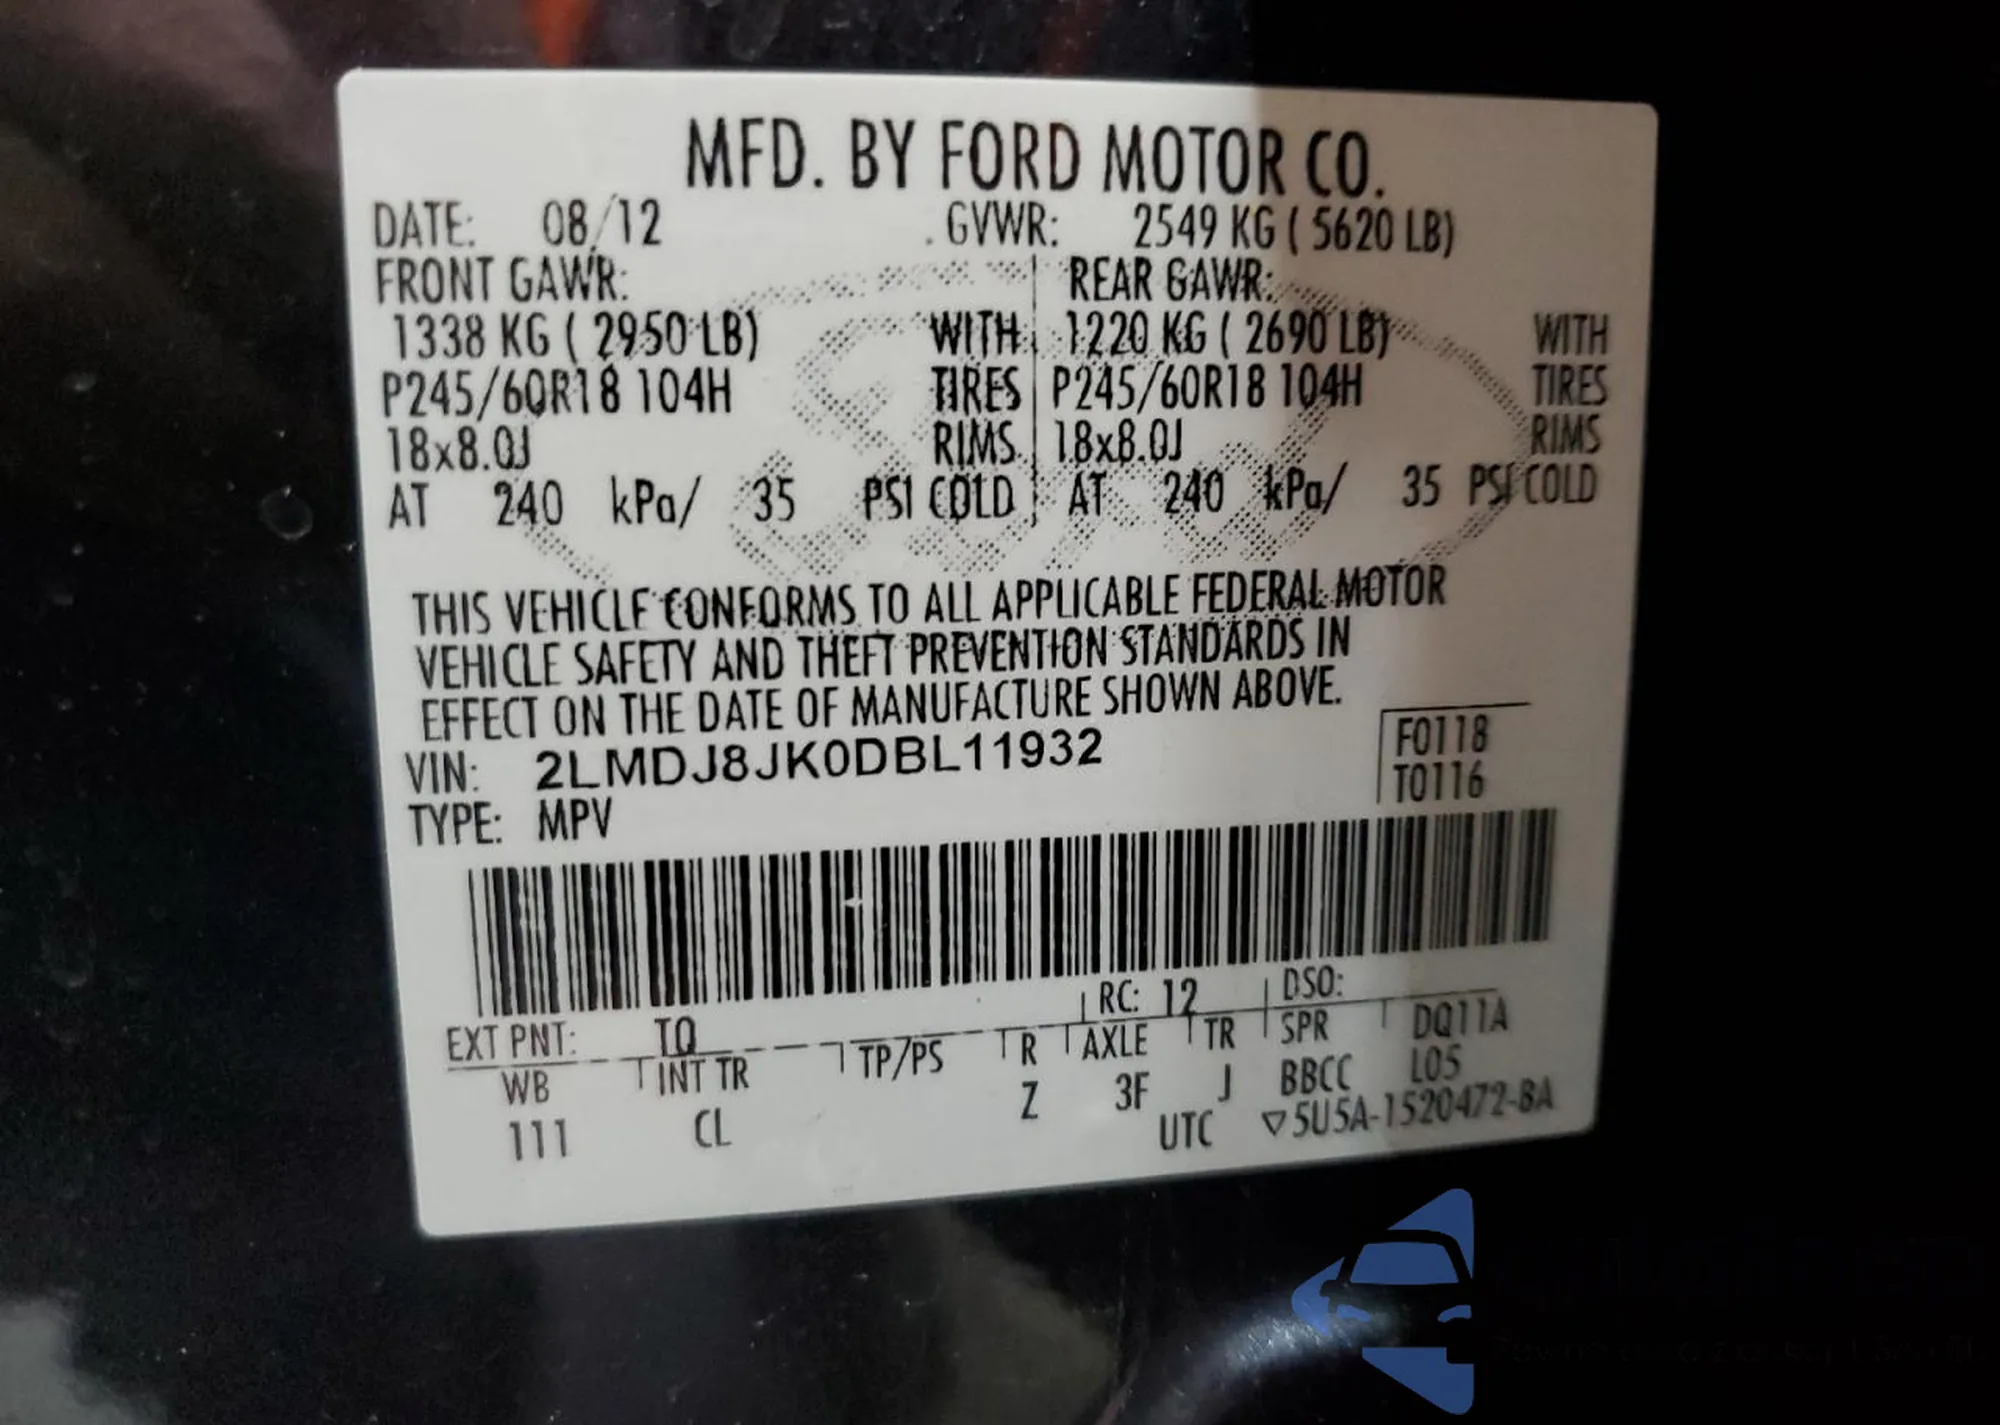 MFD. BY FORD MOTOR CO.
DATE: 08/12 GVWR: 2549 KG ( 5620 LB)
FRONT GAWR: REAR GAWR:
1338 KG ( 2950 LB) WITH 1220 KG ( 2690 LB) WITH
P245/60R18 104H TIRES P245/60R18 104H TIRES
18x8.0J RIMS 18x8.0J RIMS
AT 240 kPa/ 35 PSI COLD AT 240 kPa/ 35 PSI COLD
THIS VEHICLE CONFORMS TO ALL APPLICABLE FEDERAL MOTOR
VEHICLE SAFETY AND THEFT PREVENTION STANDARDS IN
EFFECT ON THE DATE OF MANUFACTURE SHOWN ABOVE.
VIN: 2LMDJ8JK0DBL11932 F0118
TYPE: MPV T0116
EXT PNT: TQ RC: 12 DSO:
WB INT TR TP/PS R AXLE TR SPR DQ11A
111 CL Z 3F J BBCC L05
UTC ▽5U5A-1520472-BA